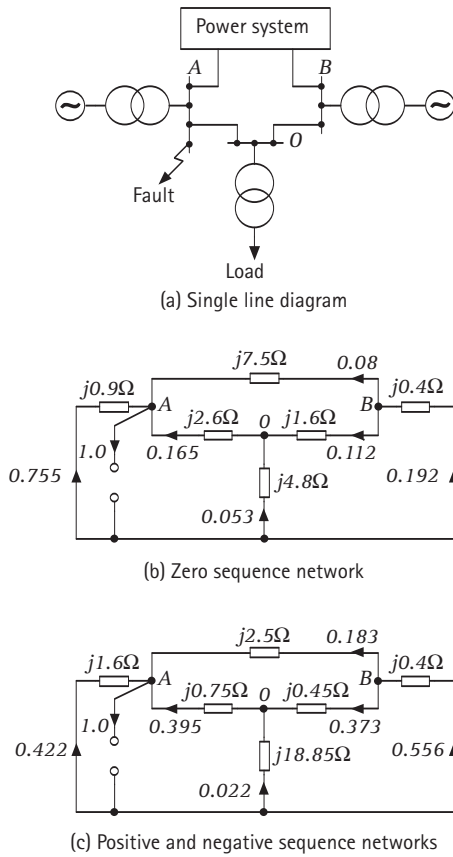 Power system
A
B
~
~
O
Fault
Load
(a) Single line diagram
j7.5Ω
0.08
j0.9Ω
A
B
j0.4Ω
j2.6Ω
0
j1.6Ω
1.0
0.165
0.112
0.755
j4.8Ω
0.192
0.053
(b) Zero sequence network
j2.5Ω
0.183
j1.6Ω
A
B
j0.4Ω
j0.75Ω
0
j0.45Ω
1.0
0.395
0.373
0.422
j18.85Ω
0.556
0.022
(c) Positive and negative sequence networks